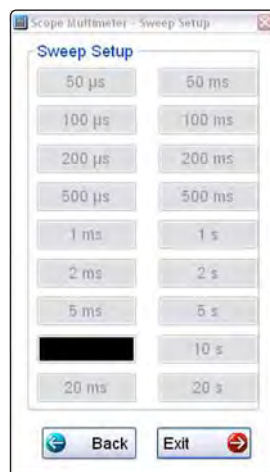 Scope Multimeter - Sweep Setup
Sweep Setup
50 µs 50 ms
100 µs 100 ms
200 µs 200 ms
500 µs 500 ms
1 ms 1 s
2 ms 2 s
5 ms 5 s
10 s
20 ms 20 s
Back Exit